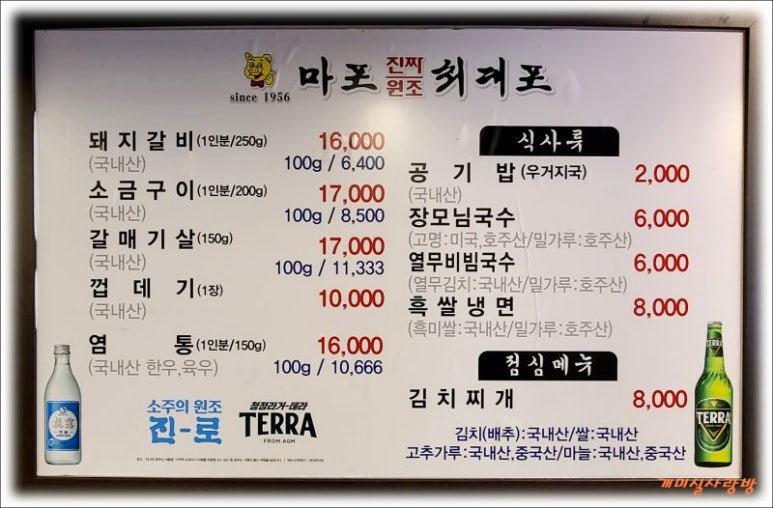 since 1956
마포 진짜 원조 최대포
돼지갈비(1인분/250g) 16,000
(국내산) 100g / 6,400
소금구이(1인분/200g) 17,000
(국내산) 100g / 8,500
갈매기살(150g) 17,000
(국내산) 100g / 11,333
껍데기(1장) 10,000
(국내산)
염통(1인분/150g) 16,000
(국내산 한우,육우) 100g / 10,666
소주의 원조
진-로
청정라거-테라
TERRA
FROM AGM
식사류
공기밥(우거지국) 2,000
(국내산)
장모님국수 6,000
(고명:미국,호주산/밀가루:호주산)
열무비빔국수 6,000
(열무김치:국내산/밀가루:호주산)
흑쌀냉면 8,000
(흑미쌀:국내산/밀가루:호주산)
점심메뉴
김치찌개 8,000
김치(배추):국내산/쌀:국내산
고추가루:국내산,중국산/마늘:국내산,중국산
TERRA
개미실사랑방